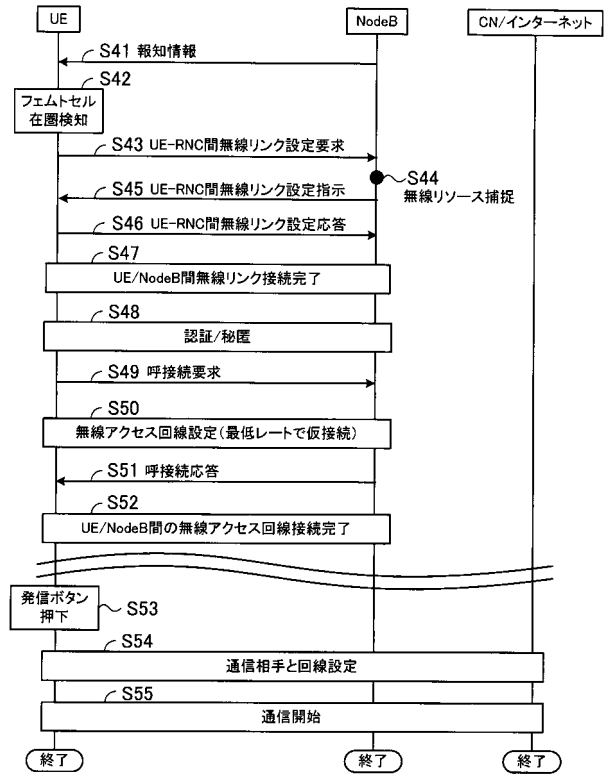 UE
NodeB
CN/インターネット
S41 報知情報
S42
フェムトセル
在圏検知
S43 UE-RNC間無線リンク設定要求
S44
無線リソース捕捉
S45 UE-RNC間無線リンク設定指示
S46 UE-RNC間無線リンク設定応答
S47
UE/NodeB間無線リンク接続完了
S48
認証/秘匿
S49 呼接続要求
S50
無線アクセス回線設定(最低レートで仮接続)
S51 呼接続応答
S52
UE/NodeB間の無線アクセス回線接続完了
発信ボタン
押下
S53
S54
通信相手と回線設定
S55
通信開始
終了
終了
終了